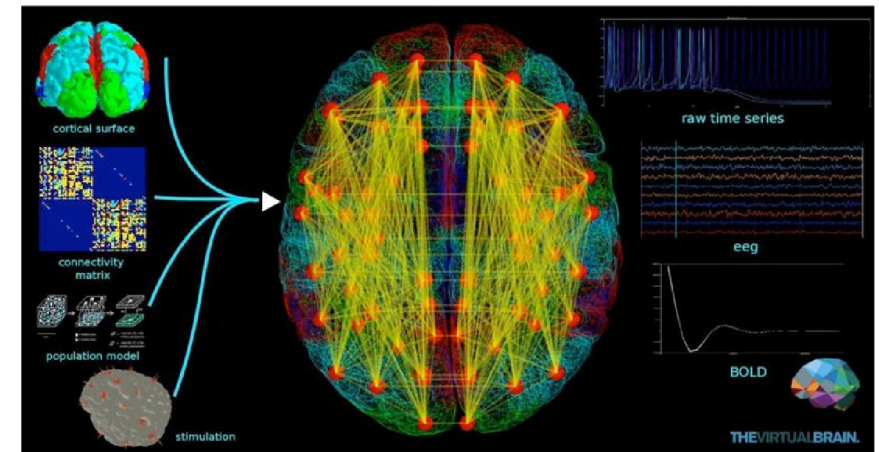 cortical surface
connectivity
matrix
population model
stimulation
raw time series
eeg
BOLD
THEVIRTUALBRAIN.